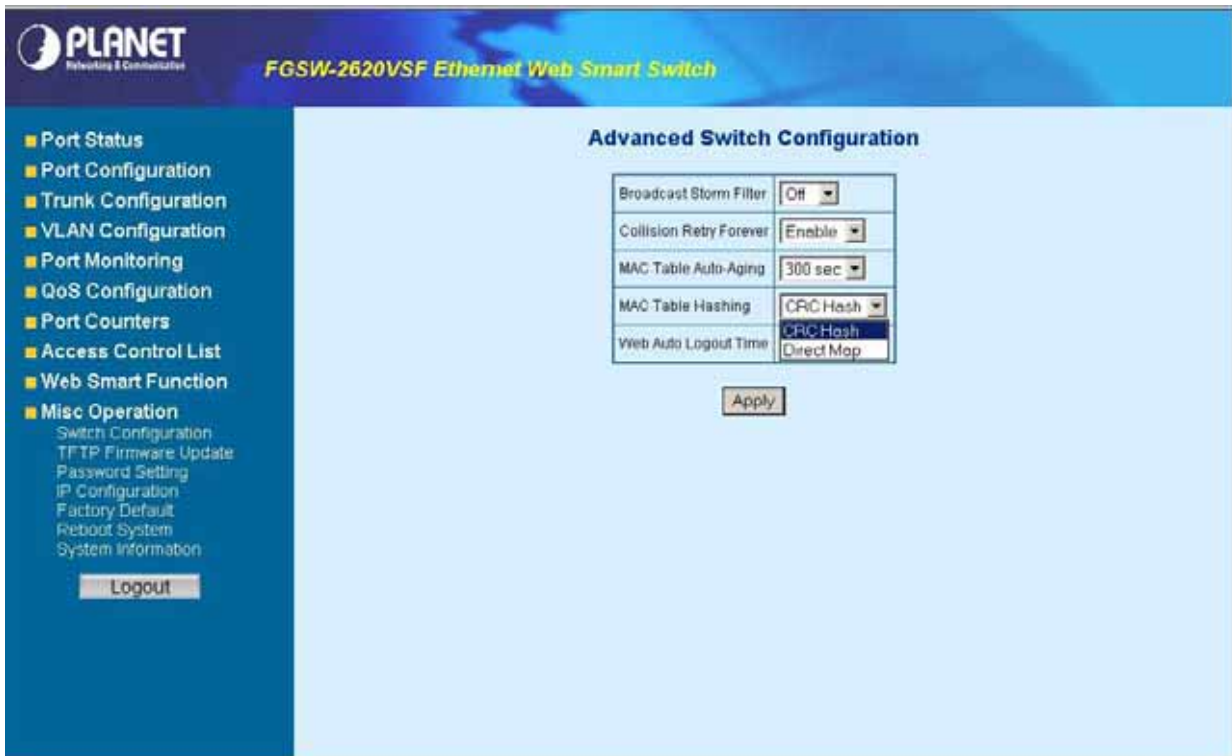 PLANET
Networking & Communication
FGSW-2620VSF Ethernet Web Smart Switch
Port Status
Port Configuration
Trunk Configuration
VLAN Configuration
Port Monitoring
QoS Configuration
Port Counters
Access Control List
Web Smart Function
Misc Operation
Switch Configuration
TFTP Firmware Update
Password Setting
IP Configuration
Factory Default
Reboot System
System Information
Logout
Advanced Switch Configuration
Broadcast Storm Filter Off
Collision Retry Forever Enable
MAC Table Auto-Aging 300 sec
MAC Table Hashing CRC Hash
CRC Hash
Web Auto Logout Time Direct Map
Apply